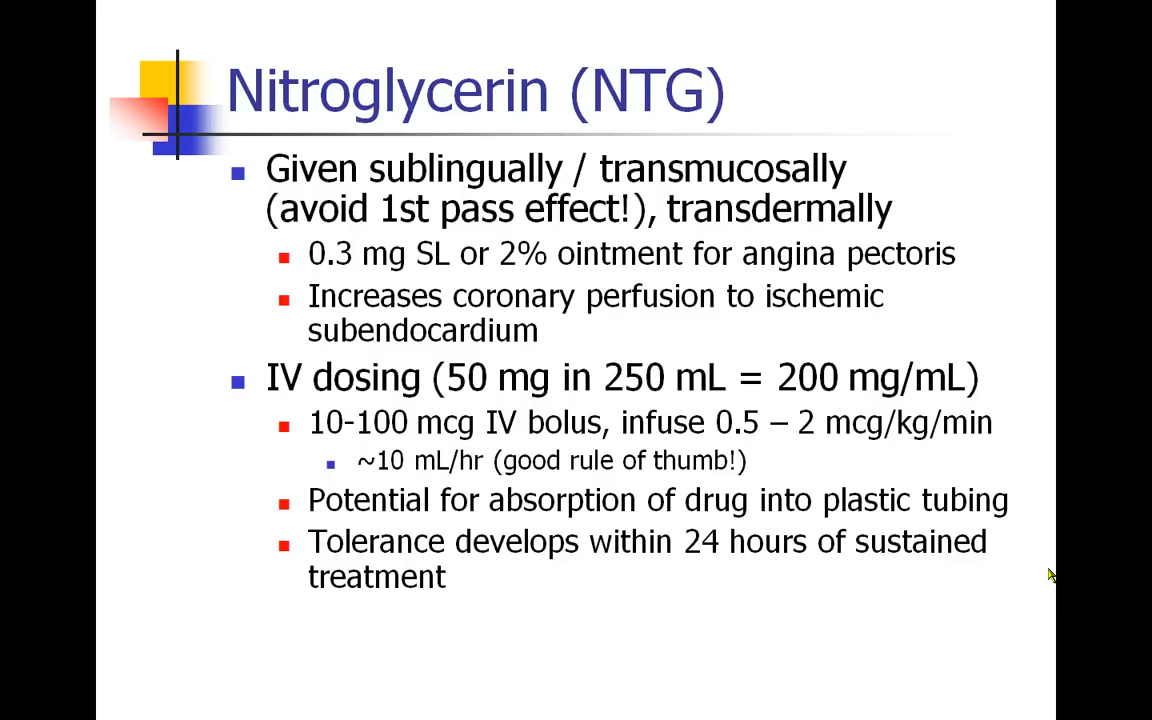 Nitroglycerin (NTG)
Given sublingually / transmucosally
(avoid 1st pass effect!), transdermally
0.3 mg SL or 2% ointment for angina pectoris
Increases coronary perfusion to ischemic
subendocardium
IV dosing (50 mg in 250 mL = 200 mg/mL)
10-100 mcg IV bolus, infuse 0.5 – 2 mcg/kg/min
~10 mL/hr (good rule of thumb!)
Potential for absorption of drug into plastic tubing
Tolerance develops within 24 hours of sustained
treatment